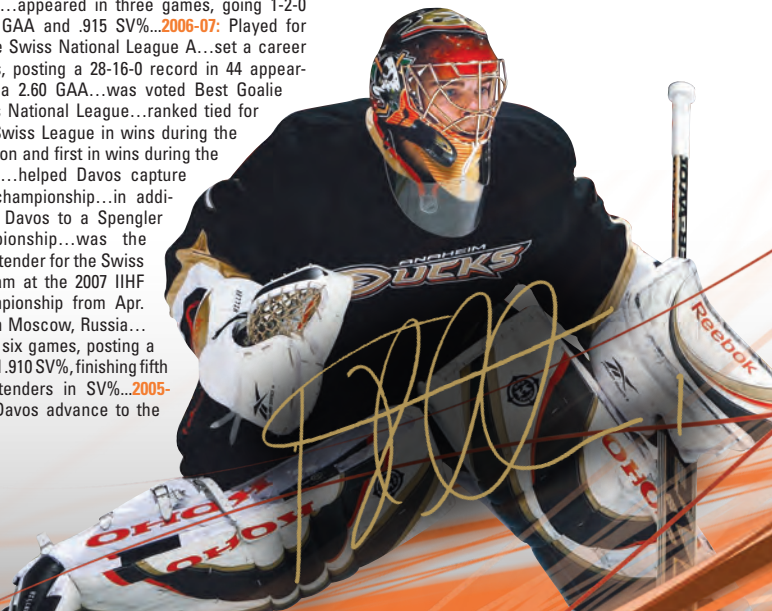 …appeared in three games, going 1-2-0
GAA and .915 SV%...2006-07: Played for
e Swiss National League A…set a career
s, posting a 28-16-0 record in 44 appear-
a 2.60 GAA…was voted Best Goalie
National League…ranked tied for
Swiss League in wins during the
on and first in wins during the
…helped Davos capture
championship…in addi-
Davos to a Spengler
pionship…was the
tender for the Swiss
am at the 2007 IIHF
mpionship from Apr.
n Moscow, Russia…
six games, posting a
.910 SV%, finishing fifth
tenders in SV%...2005-
Davos advance to the
ANAHEIM
DUCKS
Reebok
KOHO
KOHO
KOHO
1